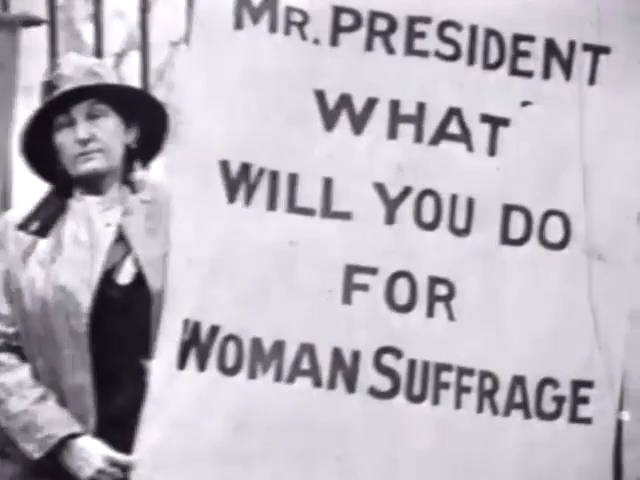 MR. PRESIDENT
WHAT
WILL YOU DO
FOR
WOMAN SUFFRAGE